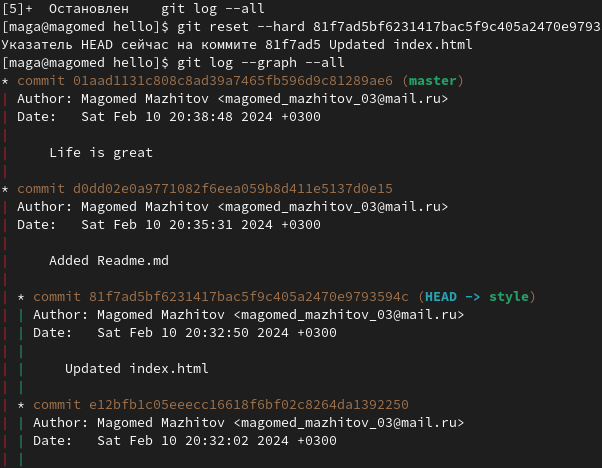 [5]+  Остановлен    git log --all
[maga@magomed hello]$ git reset --hard 81f7ad5bf6231417bac5f9c405a2470e9793
Указатель HEAD сейчас на коммите 81f7ad5 Updated index.html
[maga@magomed hello]$ git log --graph --all
* commit 01aad1131c808c8ad39a7465fb596d9c81289ae6 (master)
| Author: Magomed Mazhitov <magomed_mazhitov_03@mail.ru>
| Date:   Sat Feb 10 20:38:48 2024 +0300
|
|     Life is great
|
* commit d0dd02e0a9771082f6eea059b8d411e5137d0e15
| Author: Magomed Mazhitov <magomed_mazhitov_03@mail.ru>
| Date:   Sat Feb 10 20:35:31 2024 +0300
|
|     Added Readme.md
|
| * commit 81f7ad5bf6231417bac5f9c405a2470e9793594c (HEAD -> style)
| | Author: Magomed Mazhitov <magomed_mazhitov_03@mail.ru>
| | Date:   Sat Feb 10 20:32:50 2024 +0300
| |
| |     Updated index.html
| |
| * commit e12bfb1c05eeecc16618f6bf02c8264da1392250
| | Author: Magomed Mazhitov <magomed_mazhitov_03@mail.ru>
| | Date:   Sat Feb 10 20:32:02 2024 +0300
| |